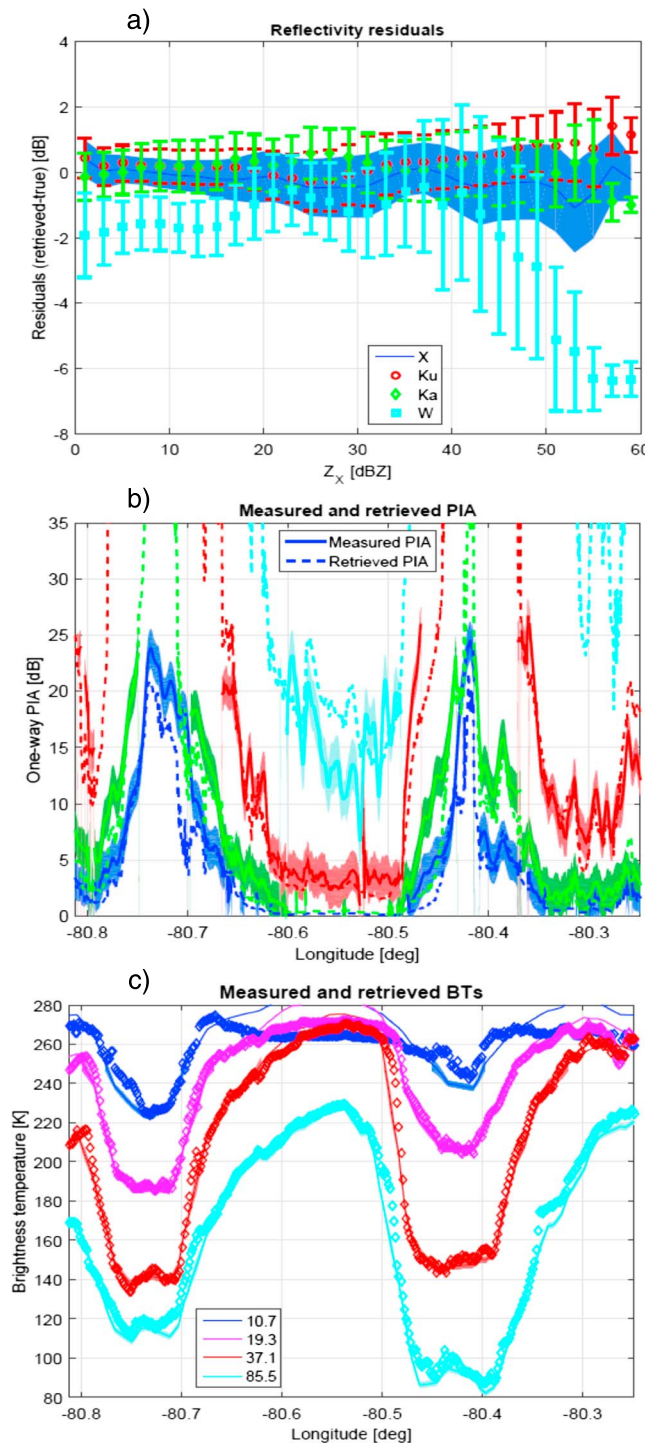 a)
Reflectivity residuals
4
2
0
-2
-4
-6
-8
Residuals (retrieved-true) [dB]
X
Ku
Ka
W
0 10 20 30 40 50 60
Z_X [dBZ]
b)
Measured and retrieved PIA
35
30
25
20
15
10
5
0
One-way PIA [dB]
Measured PIA
Retrieved PIA
-80.8 -80.7 -80.6 -80.5 -80.4 -80.3
Longitude [deg]
c)
Measured and retrieved BTs
280
260
240
220
200
180
160
140
120
100
80
Brightness temperature [K]
10.7
19.3
37.1
85.5
-80.8 -80.7 -80.6 -80.5 -80.4 -80.3
Longitude [deg]